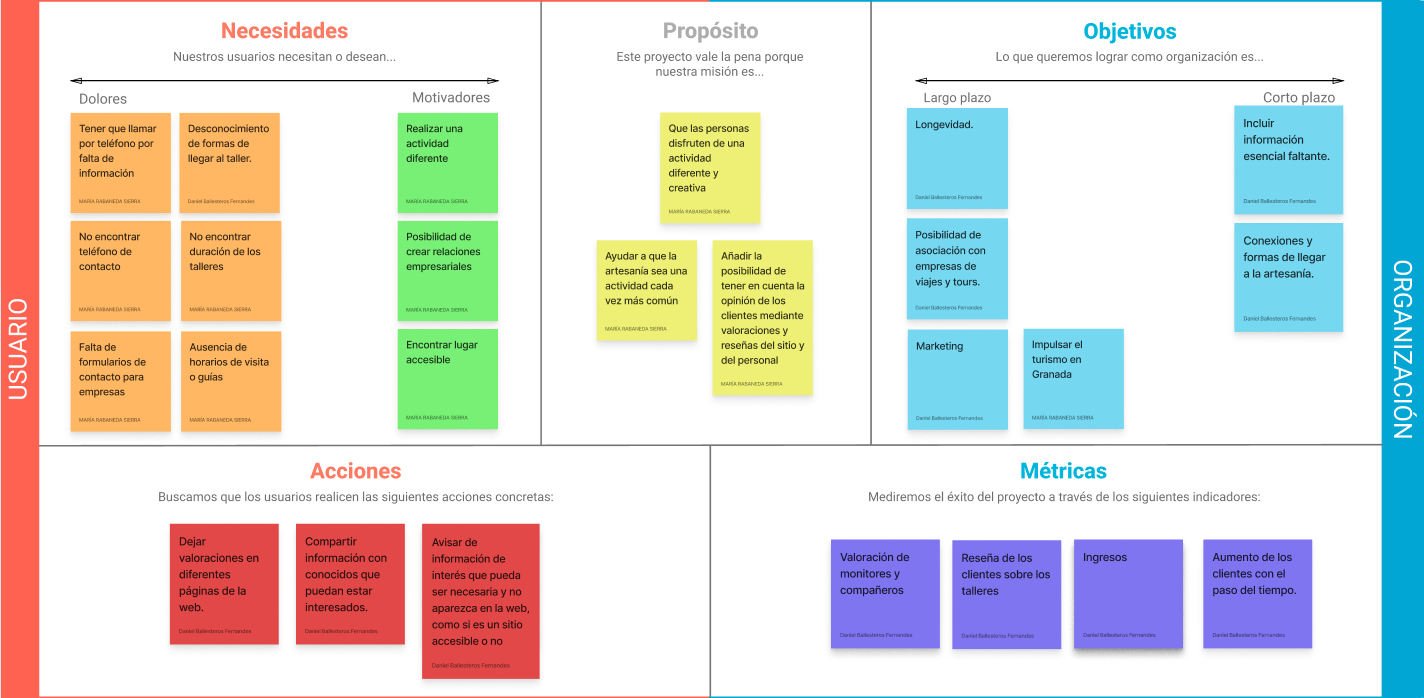 USUARIO
Necesidades
Nuestros usuarios necesitan o desean...
Dolores
Motivadores
Tener que llamar
por teléfono por
falta de
información
MARÍA RABANEDA SIERRA
Desconocimiento
de formas de
llegar al taller.
Daniel Ballesteros Fernandes
Realizar una
actividad
diferente
MARÍA RABANEDA SIERRA
No encontrar
teléfono de
contacto
MARÍA RABANEDA SIERRA
No encontrar
duración de los
talleres
MARÍA RABANEDA SIERRA
Posibilidad de
crear relaciones
empresariales
MARÍA RABANEDA SIERRA
Falta de
formularios de
contacto para
empresas
MARÍA RABANEDA SIERRA
Ausencia de
horarios de visita
o guías
MARÍA RABANEDA SIERRA
Encontrar lugar
accesible
MARÍA RABANEDA SIERRA
Propósito
Este proyecto vale la pena porque
nuestra misión es...
Que las personas
disfruten de una
actividad
diferente y
creativa
MARÍA RABANEDA SIERRA
Ayudar a que la
artesanía sea una
actividad cada
vez más común
MARÍA RABANEDA SIERRA
Añadir la
posibilidad de
tener en cuenta la
opinión de los
clientes mediante
valoraciones y
reseñas del sitio y
del personal
MARÍA RABANEDA SIERRA
Objetivos
Lo que queremos lograr como organización es...
Largo plazo
Corto plazo
Longevidad.
Daniel Ballesteros Fernandes
Incluir
información
esencial faltante.
Daniel Ballesteros Fernandes
Posibilidad de
asociación con
empresas de
viajes y tours.
Daniel Ballesteros Fernandes
Conexiones y
formas de llegar
a la artesanía.
Daniel Ballesteros Fernandes
Marketing
Daniel Ballesteros Fernandes
Impulsar el
turismo en
Granada
MARÍA RABANEDA SIERRA
ORGANIZACIÓN
Acciones
Buscamos que los usuarios realicen las siguientes acciones concretas:
Dejar
valoraciones en
diferentes
páginas de la
web.
Daniel Ballesteros Fernandes
Compartir
información con
conocidos que
puedan estar
interesados.
Daniel Ballesteros Fernandes
Avisar de
información de
interés que pueda
ser necesaria y no
aparezca en la web,
como si es un sitio
accesible o no
Daniel Ballesteros Fernandes
Métricas
Mediremos el éxito del proyecto a través de los siguientes indicadores:
Valoración de
monitores y
compañeros
Daniel Ballesteros Fernandes
Reseña de los
clientes sobre los
talleres
Daniel Ballesteros Fernandes
Ingresos
Daniel Ballesteros Fernandes
Aumento de los
clientes con el
paso del tiempo.
Daniel Ballesteros Fernandes